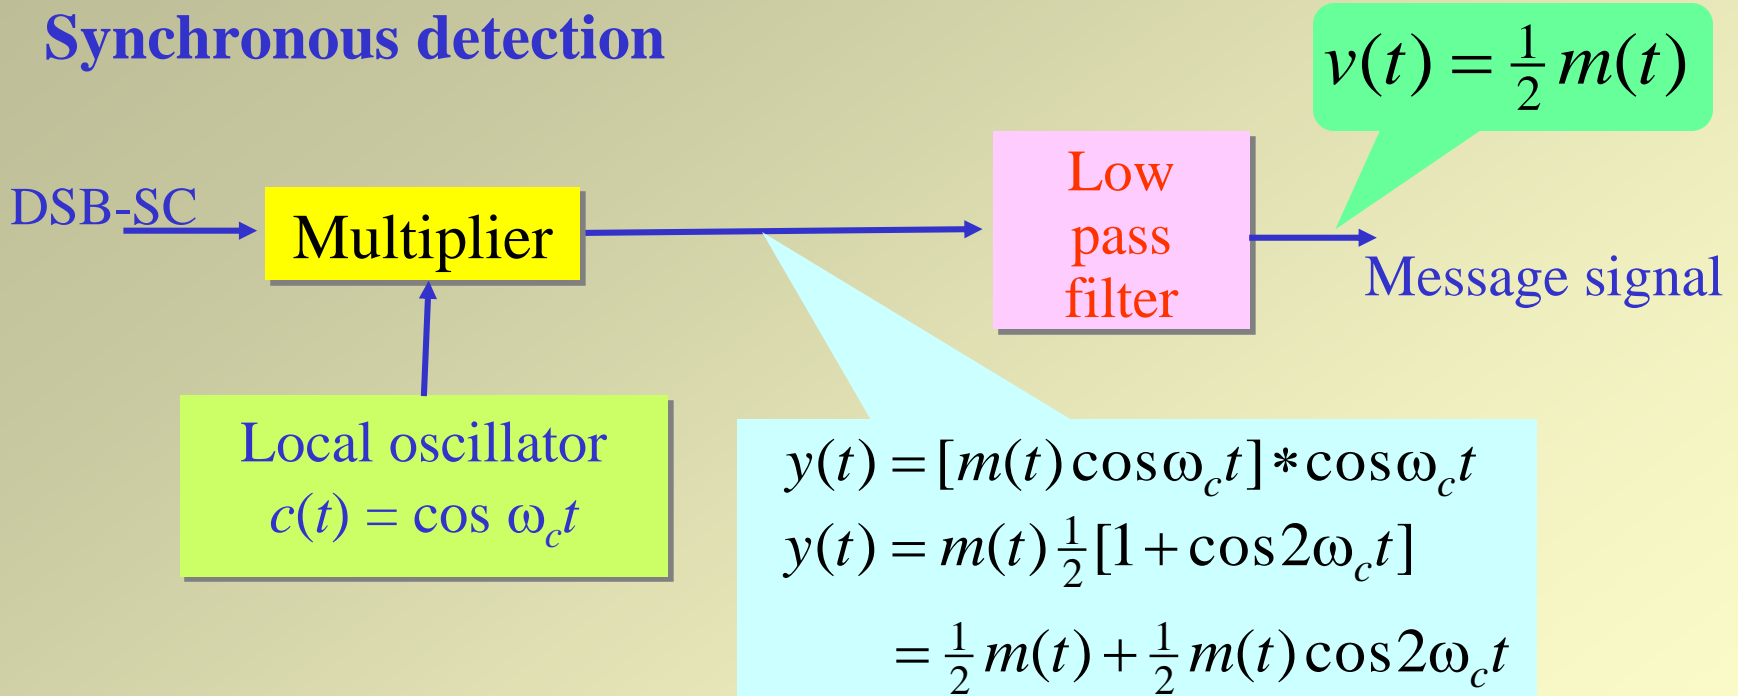 Synchronous detection
v(t) = 1/2 m(t)
DSB-SC
Multiplier
Low
pass
filter
Message signal
Local oscillator
c(t) = cos ω_c t
y(t) = [m(t) cos ω_c t] * cos ω_c t
y(t) = m(t) 1/2 [1 + cos 2ω_c t]
= 1/2 m(t) + 1/2 m(t) cos 2ω_c t